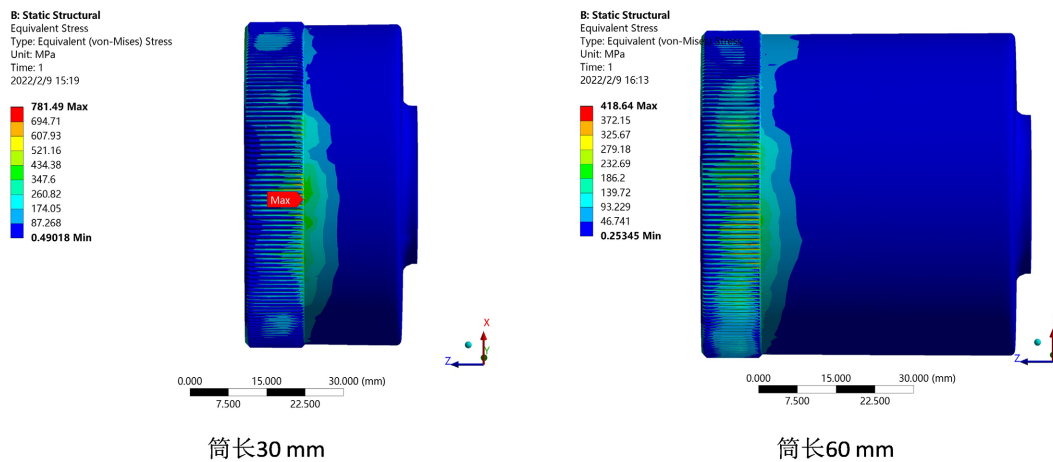 B: Static Structural
Equivalent Stress
Type: Equivalent (von-Mises) Stress
Unit: MPa
Time: 1
2022/2/9 15:19
781.49 Max
694.71
607.93
521.16
434.38
347.6
260.82
174.05
87.268
0.49018 Min
Max
X
Y
Z
0.000 15.000 30.000 (mm)
7.500 22.500
筒长30 mm
B: Static Structural
Equivalent Stress
Type: Equivalent (von-Mises) Stress
Unit: MPa
Time: 1
2022/2/9 16:13
418.64 Max
372.15
325.67
279.18
232.69
186.2
139.72
93.229
46.741
0.25345 Min
Z
0.000 15.000 30.000 (mm)
7.500 22.500
筒长60 mm